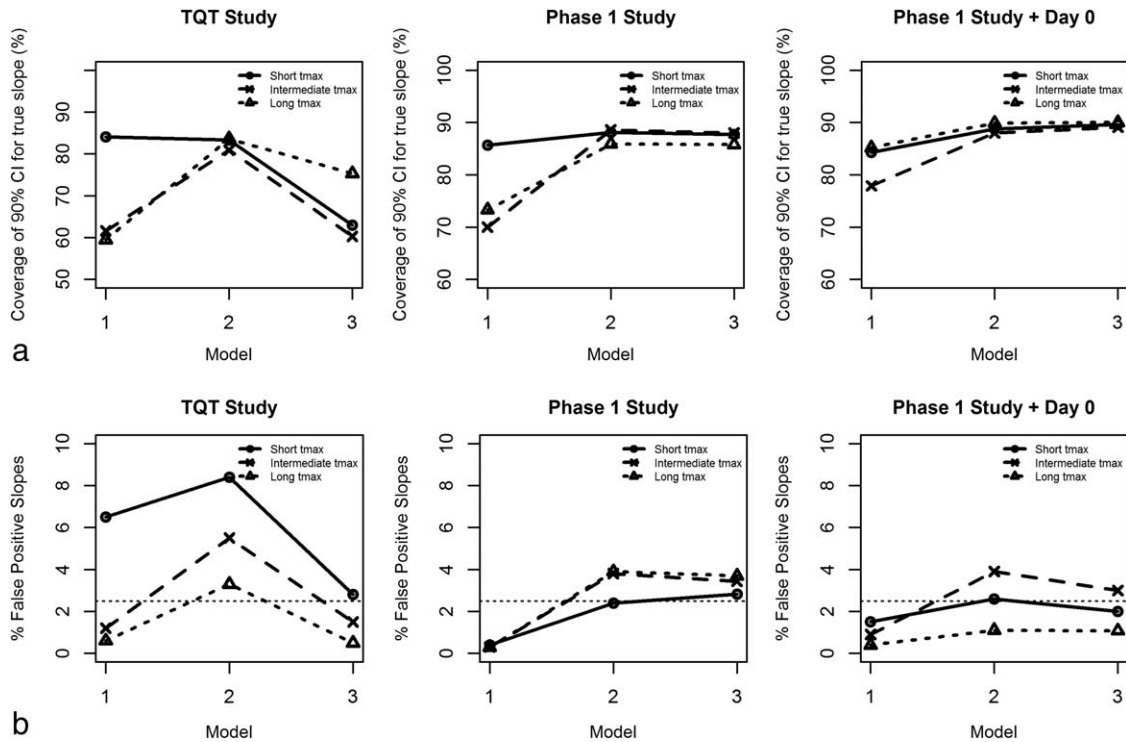 a
TQT Study
Coverage of 90% CI for true slope (%)
50 60 70 80 90
Short tmax
Intermediate tmax
Long tmax
1 2 3
Model
Phase 1 Study
Coverage of 90% CI for true slope (%)
60 70 80 90 100
Short tmax
Intermediate tmax
Long tmax
1 2 3
Model
Phase 1 Study + Day 0
Coverage of 90% CI for true slope (%)
60 70 80 90 100
Short tmax
Intermediate tmax
Long tmax
1 2 3
Model
b
TQT Study
% False Positive Slopes
0 2 4 6 8 10
Short tmax
Intermediate tmax
Long tmax
1 2 3
Model
Phase 1 Study
% False Positive Slopes
0 2 4 6 8 10
Short tmax
Intermediate tmax
Long tmax
1 2 3
Model
Phase 1 Study + Day 0
% False Positive Slopes
0 2 4 6 8 10
Short tmax
Intermediate tmax
Long tmax
1 2 3
Model